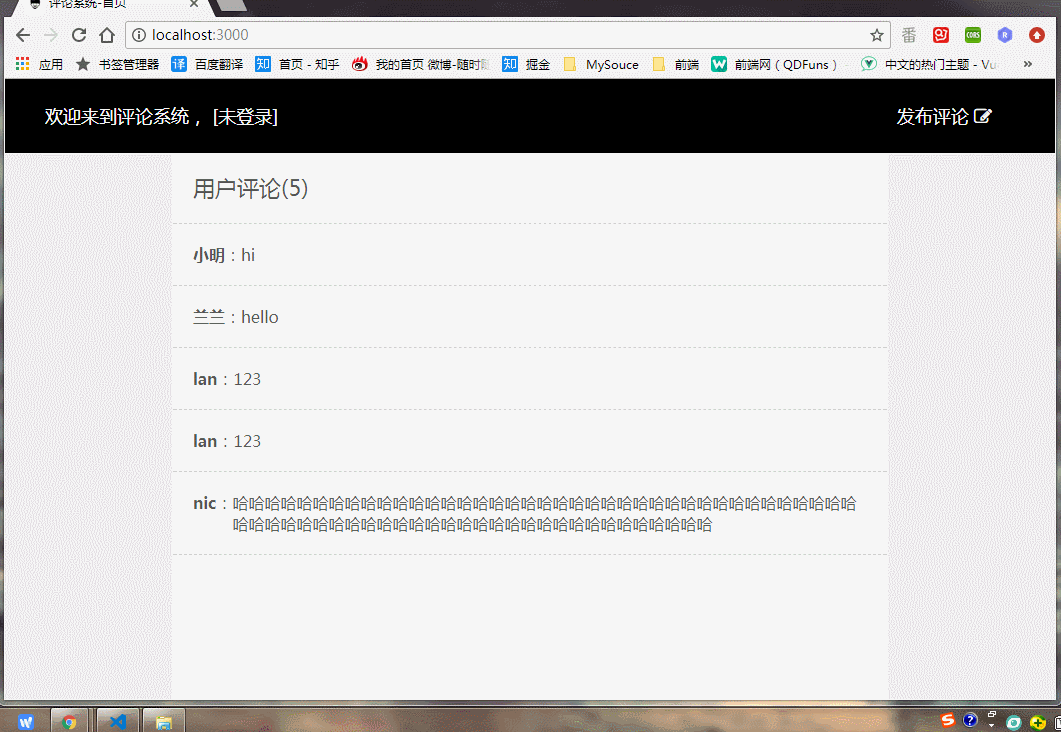 评论系统-首页
localhost:3000
应用 书签管理器 译 百度翻译 知 首页 - 知乎 我的首页 微博-随时 知 掘金 MySouce 前端 W 前端网（QDFuns） 中文的热门主题 - Vu »
欢迎来到评论系统， [未登录] 发布评论
用户评论(5)
小明：hi
兰兰：hello
lan：123
lan：123
nic：哈哈哈哈哈哈哈哈哈哈哈哈哈哈哈哈哈哈哈哈哈哈哈哈哈哈哈哈哈哈哈哈哈哈哈哈哈哈哈
哈哈哈哈哈哈哈哈哈哈哈哈哈哈哈哈哈哈哈哈哈哈哈哈哈哈哈哈哈哈